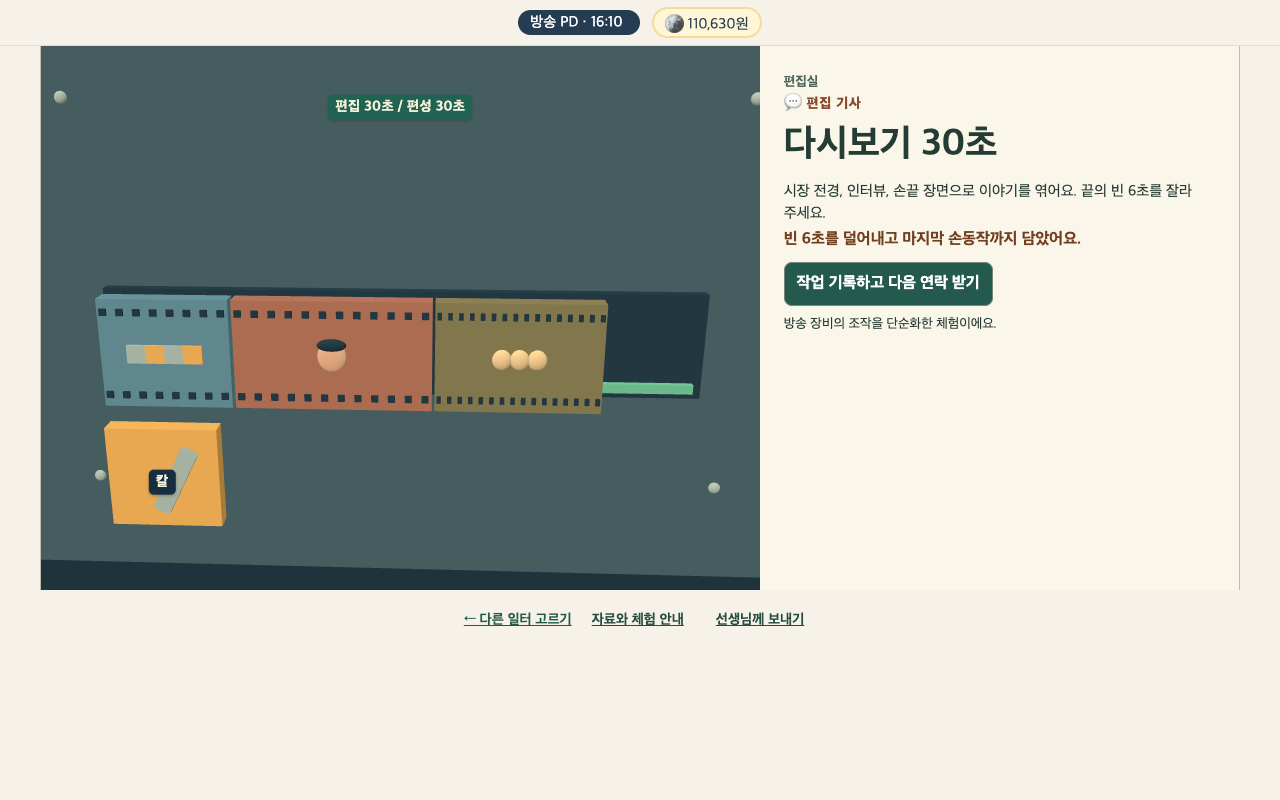 방송 PD · 16:10
110,630원
편집 30초 / 편성 30초
칼
편집실
편집 기사
다시보기 30초
시장 전경, 인터뷰, 손끝 장면으로 이야기를 엮어요. 끝의 빈 6초를 잘라
주세요.
빈 6초를 덜어내고 마지막 손동작까지 담았어요.
작업 기록하고 다음 연락 받기
방송 장비의 조작을 단순화한 체험이에요.
← 다른 일터 고르기
자료와 체험 안내
선생님께 보내기